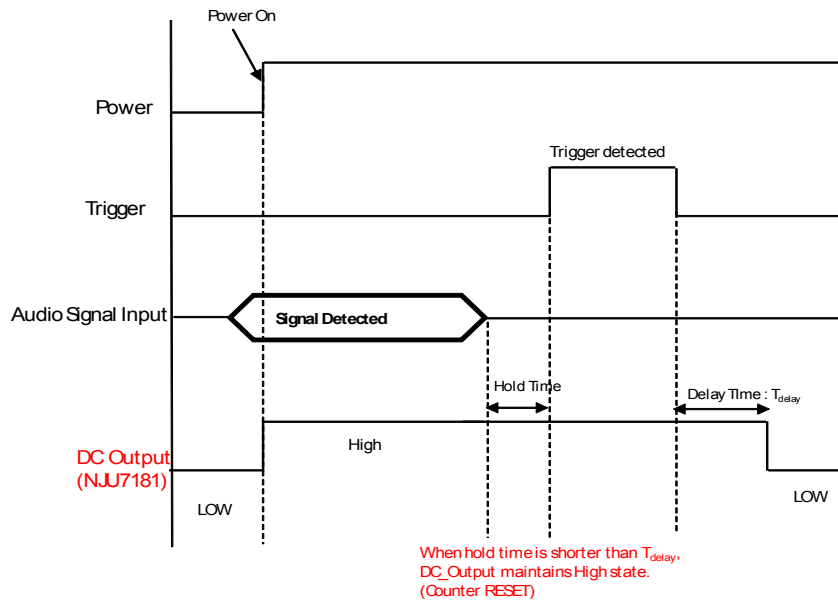 Power On
Power
Trigger detected
Trigger
Audio Signal Input
Signal Detected
Hold Time
Delay TIme : Tdelay
High
DC Output
(NJU7181)
LOW
LOW
When hold time is shorter than Tdelay,
DC_Output maintains High state.
(Counter RESET)